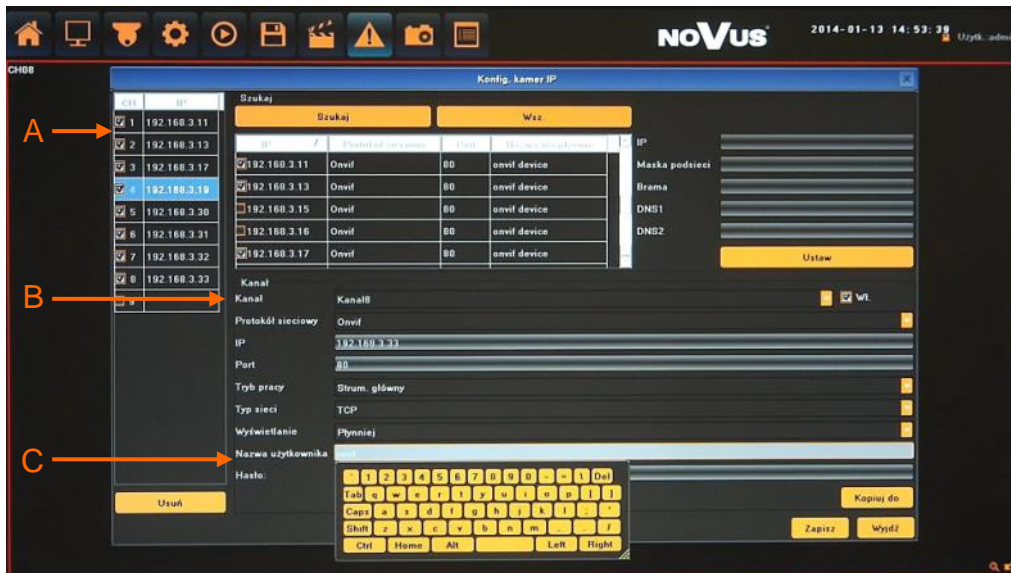 NOVUS
2014-01-13 14:53:39
Użytk. admi
CH08
Konfig. kamer IP
CH IP
1 192.168.3.11
2 192.168.3.13
3 192.168.3.17
4 192.168.3.19
5 192.168.3.30
6 192.168.3.31
7 192.168.3.32
8 192.168.3.33
9
A
B
C
Usuń
Szukaj
Szukaj Wsz.
IP / Protokół sieciowy Port Nazwa urządzenia
192.168.3.11 Onvif 80 onvif device
192.168.3.13 Onvif 80 onvif device
192.168.3.15 Onvif 80 onvif device
192.168.3.16 Onvif 80 onvif device
192.168.3.17 Onvif 80 onvif device
IP
Maska podsieci
Brama
DNS1
DNS2
Ustaw
Kanał
Kanał Kanał8 Wł.
Protokół sieciowy Onvif
IP 192.168.3.33
Port 80
Tryb pracy Strum. główny
Typ sieci TCP
Wyświetlanie Płynniej
Nazwa użytkownika root
Hasło:
` 1 2 3 4 5 6 7 8 9 0 - = \ Del
Tab q w e r t y u i o p [ ]
Caps a s d f g h j k l ; '
Shift z x c v b n m , . /
Ctrl Home Alt Left Right
Kopiuj do
Zapisz Wyjdź